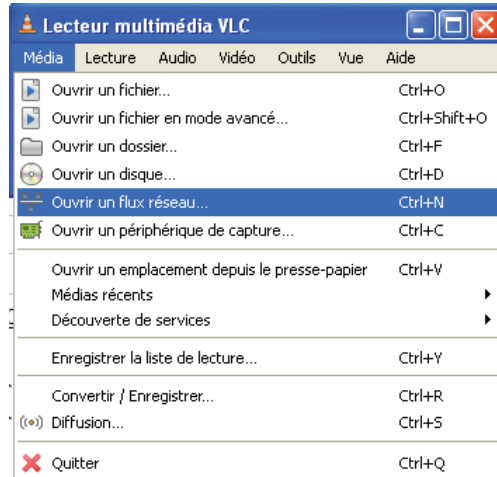 Lecteur multimédia VLC
Média Lecture Audio Vidéo Outils Vue Aide
Ouvrir un fichier... Ctrl+O
Ouvrir un fichier en mode avancé... Ctrl+Shift+O
Ouvrir un dossier... Ctrl+F
Ouvrir un disque... Ctrl+D
Ouvrir un flux réseau... Ctrl+N
Ouvrir un périphérique de capture... Ctrl+C
Ouvrir un emplacement depuis le presse-papier Ctrl+V
Médias récents
Découverte de services
Enregistrer la liste de lecture... Ctrl+Y
Convertir / Enregistrer... Ctrl+R
Diffusion... Ctrl+S
Quitter Ctrl+Q